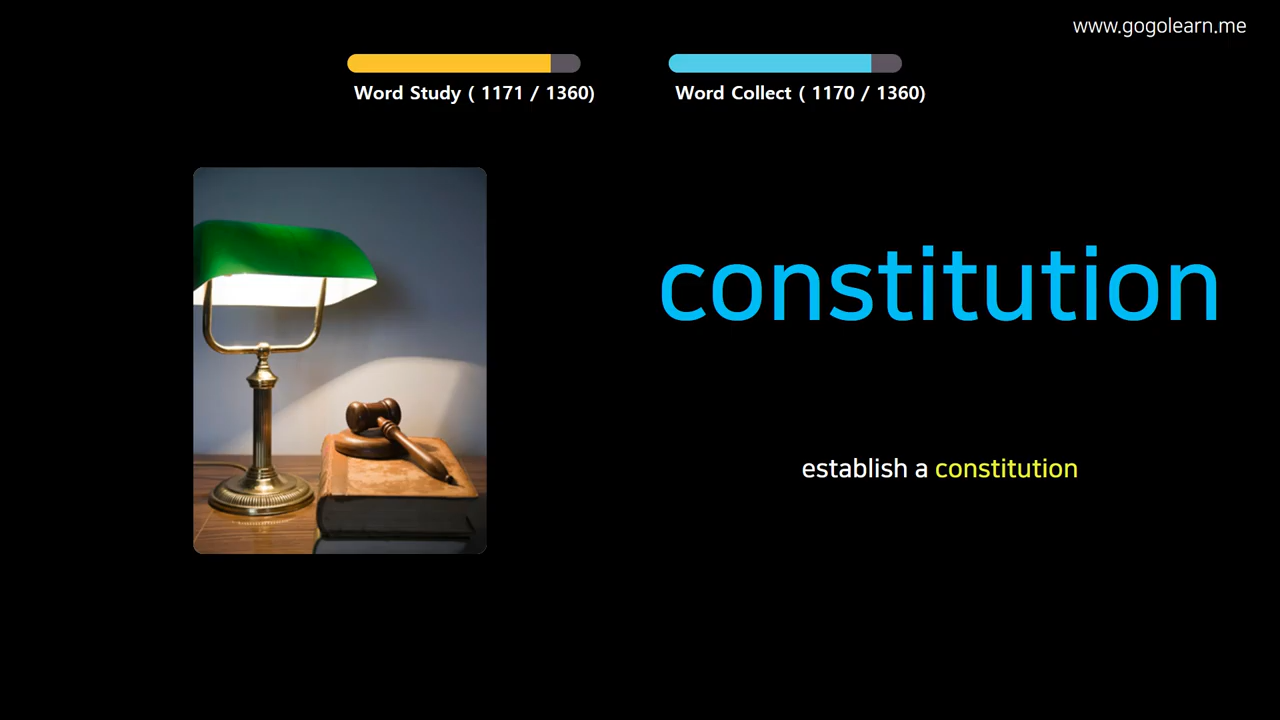 www.gogolearn.me
Word Study ( 1171 / 1360)
Word Collect ( 1170 / 1360)
constitution
establish a constitution